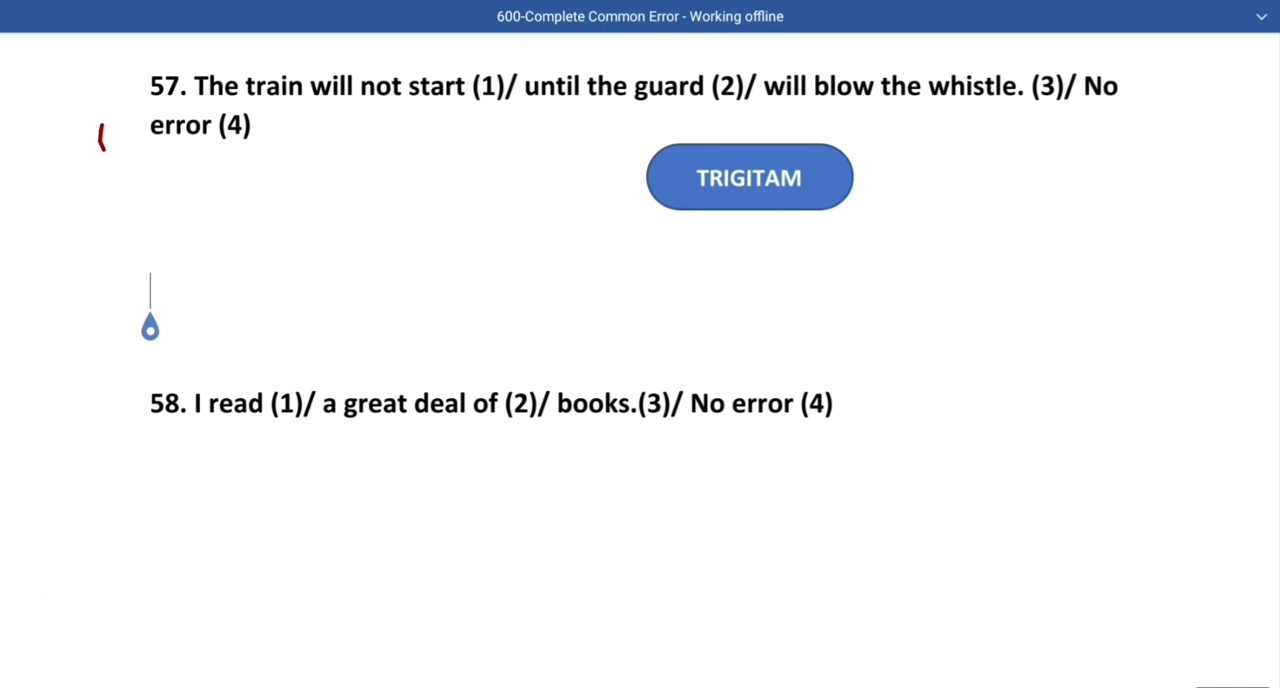 600-Complete Common Error - Working offline
57. The train will not start (1)/ until the guard (2)/ will blow the whistle. (3)/ No
error (4)
TRIGITAM
58. I read (1)/ a great deal of (2)/ books.(3)/ No error (4)